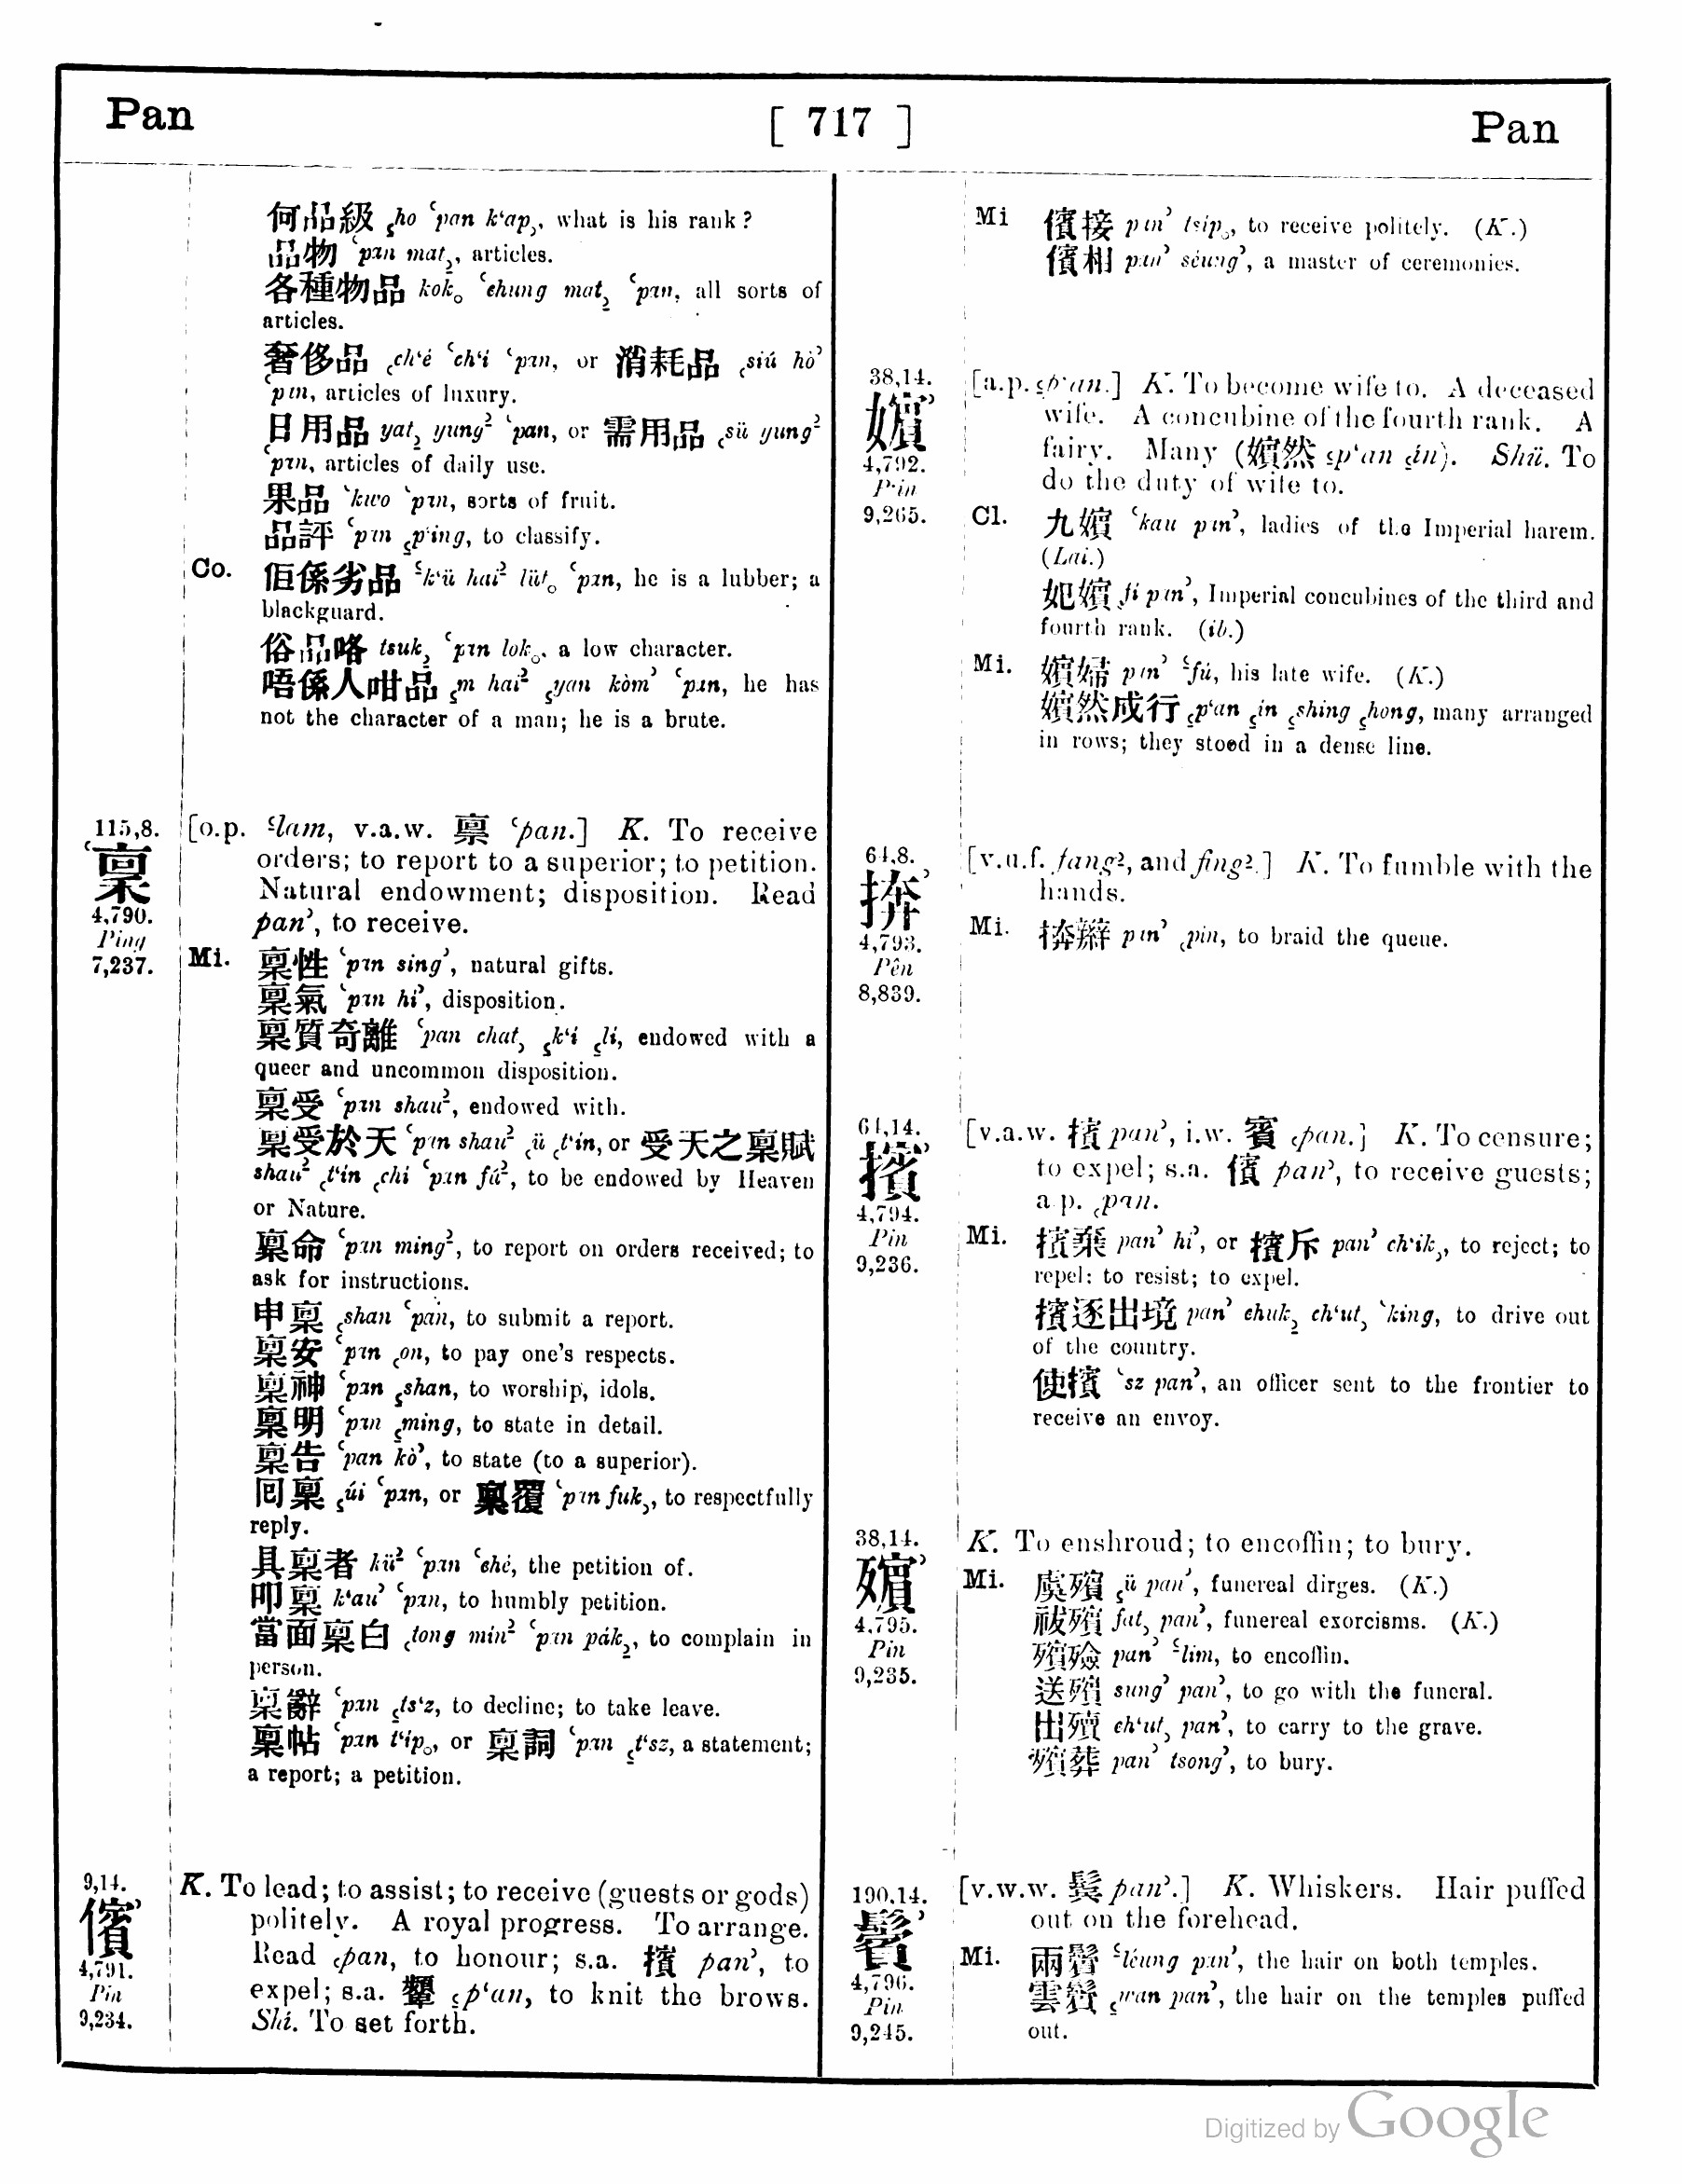 Pan
[ 717 ]
Pan
何品級 ꜁ho ꜂pan k‘ap꜆, what is his rank?
品物 ꜂pan mat꜇, articles.
各種物品 kok꜀ ꜂chung mat꜇ ꜂pan, all sorts of
articles.
奢侈品 ꜀ch‘é ꜂ch‘i ꜂pan, or 消耗品 ꜀siú hò꜄
꜂pan, articles of luxury.
日用品 yat꜇ yung꜅ ꜂pan, or 需用品 ꜀sü yung꜅
꜂pan, articles of daily use.
果品 ꜂kwo ꜂pan, sorts of fruit.
品評 ꜂pan ꜁p‘ing, to classify.
Co. 佢係劣品 ꜃k‘ü hai꜅ lüt꜀ ꜂pan, he is a lubber; a
blackguard.
俗品咯 tsuk꜇ ꜂pan lok꜀, a low character.
唔係人咁品 ꜁m hai꜅ ꜁yan kòm꜄ ꜂pan, he has
not the character of a man; he is a brute.
115,8.
꜂稟
4,790.
Ping
7,237.
[o.p. ꜃lam, v.a.w. 禀 ꜂pan.] K. To receive
orders; to report to a superior; to petition.
Natural endowment; disposition. Read
pan꜄, to receive.
Mi. 稟性 ꜂pan sing꜄, natural gifts.
稟氣 ꜂pan hi꜄, disposition.
稟質奇離 ꜂pan chat꜆ ꜁k‘i ꜁li, endowed with a
queer and uncommon disposition.
稟受 ꜂pan shau꜅, endowed with.
稟受於天 ꜂pan shau꜅ ꜀ü ꜀t‘in, or 受天之稟賦
shau꜅ ꜀t‘in ꜀chi ꜂pan fú꜅, to be endowed by Heaven
or Nature.
稟命 ꜂pan ming꜅, to report on orders received; to
ask for instructions.
申稟 ꜀shan ꜂pan, to submit a report.
稟安 ꜂pan ꜀on, to pay one's respects.
稟神 ꜂pan ꜁shan, to worship, idols.
稟明 ꜂pan ꜁ming, to state in detail.
稟告 ꜂pan kò꜄, to state (to a superior).
囘稟 ꜁úi ꜂pan, or 稟覆 ꜂pan fuk꜆, to respectfully
reply.
具稟者 kü꜅ ꜂pan ꜂ché, the petition of.
叩稟 k‘au꜄ ꜂pan, to humbly petition.
當面稟白 ꜀tong mín꜅ ꜂pan pák꜇, to complain in
person.
稟辭 ꜂pan ꜁ts‘z, to decline; to take leave.
稟帖 ꜂pan t‘ip꜀, or 稟詞 ꜂pan ꜁t‘sz, a statement;
a report; a petition.
9,14.
儐꜄
4,791.
Pin
9,234.
K. To lead; to assist; to receive (guests or gods)
politely. A royal progress. To arrange.
Read ꜀pan, to honour; s.a. 擯 pan꜄, to
expel; s.a. 顰 ꜁p‘an, to knit the brows.
Shí. To set forth.
Mi 儐接 pan꜄ tsip꜀, to receive politely. (K.)
儐相 pan꜄ séung꜄, a master of ceremonies.
38,14.
嬪꜄
4,792.
P‘in
9,265.
[a.p. ꜁p‘an.] K. To become wife to. A deceased
wife. A concubine of the fourth rank. A
fairy. Many (嬪然 ꜁p‘an ꜁in). Shü. To
do the duty of wife to.
Cl. 九嬪 ꜂kau pan꜄, ladies of the Imperial harem.
(Lai.)
妃嬪 ꜀fi pan꜄, Imperial concubines of the third and
fourth rank. (ib.)
Mi. 嬪婦 pan꜄ ꜃fú, his late wife. (K.)
嬪然成行 ꜁p‘an ꜁in ꜁shing ꜁hong, many arranged
in rows; they stood in a dense line.
64,8.
捹꜄
4,793.
Pên
8,839.
[v.u.f. fang꜅, and fing꜅.] K. To fumble with the
hands.
Mi. 捹辮 pan꜄ ꜀pin, to braid the queue.
64,14.
擯꜄
4,794.
Pin
9,236.
[v.a.w. 擯 pan꜄, i.w. 賓 ꜀pan.] K. To censure;
to expel; s.a. 儐 pan꜄, to receive guests;
a.p. ꜀pan.
Mi. 擯棄 pan꜄ hi꜄, or 擯斥 pan꜄ ch‘ik꜆, to reject; to
repel: to resist; to expel.
擯逐出境 pan꜄ chuk꜇ ch‘ut꜆ ꜂king, to drive out
of the country.
使擯 ꜂sz pan꜄, an officer sent to the frontier to
receive an envoy.
38,14.
殯꜄
4,795.
Pin
9,235.
K. To enshroud; to encoffin; to bury.
Mi. 虞殯 ꜁ü pan꜄, funereal dirges. (K.)
祓殯 fat꜆ pan꜄, funereal exorcisms. (K.)
殯殮 pan꜄ ꜃lim, to encoffin.
送殯 sung꜄ pan꜄, to go with the funeral.
出殯 ch‘ut꜆ pan꜄, to carry to the grave.
殯葬 pan꜄ tsong꜄, to bury.
190,14.
鬢꜄
4,796.
Pin
9,245.
[v.w.w. 鬂 pan꜄.] K. Whiskers. Hair puffed
out on the forehead.
Mi. 兩鬢 ꜃léung pan꜄, the hair on both temples.
雲鬢 ꜁wan pan꜄, the hair on the temples puffed
out.
Digitized by Google